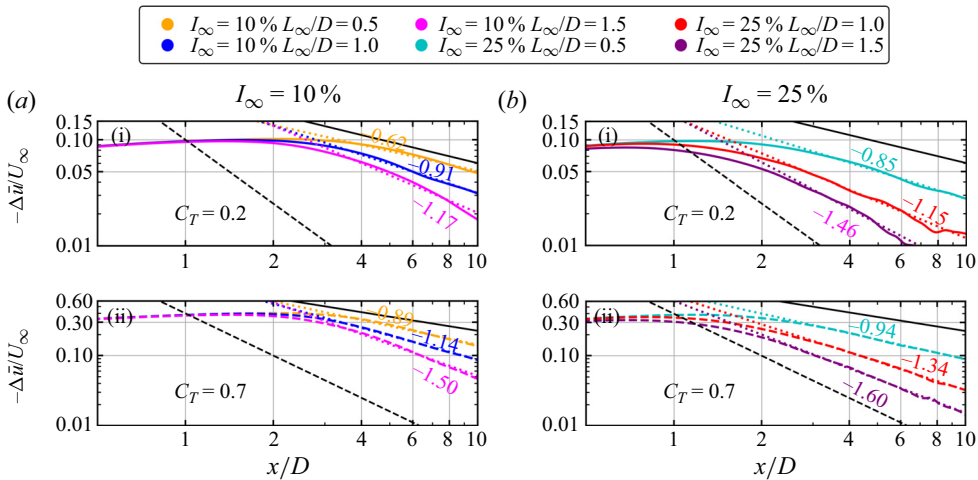 I∞ = 10 % L∞/D = 0.5
I∞ = 10 % L∞/D = 1.5
I∞ = 25 % L∞/D = 1.0
I∞ = 10 % L∞/D = 1.0
I∞ = 25 % L∞/D = 0.5
I∞ = 25 % L∞/D = 1.5
(a)
I∞ = 10 %
(b)
I∞ = 25 %
−Δū/U∞
0.15
0.10
0.05
0.01
(i)
−0.62
−0.91
−1.17
C_T = 0.2
1
2
4
6
8
10
0.15
0.10
0.05
0.01
(i)
−0.85
−1.15
−1.46
C_T = 0.2
1
2
4
6
8
10
−Δū/U∞
0.60
0.30
0.10
0.01
(ii)
−0.89
−1.14
−1.50
C_T = 0.7
1
2
4
6
8
10
x/D
0.60
0.30
0.10
0.01
(ii)
−0.94
−1.34
−1.60
C_T = 0.7
1
2
4
6
8
10
x/D